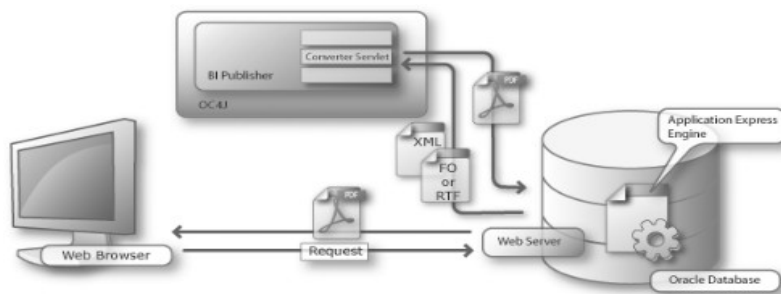 Converter Servlet
BI Publisher
OC4J
PDF
XML
FO
or
RTF
Application Express
Engine
PDF
Request
Web Browser
Web Server
Oracle Database